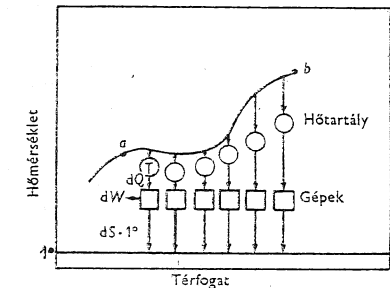 b
a
Hőmérséklet
Hőtartály
T
dQ
dW
Gépek
dS · 1°
1°
Térfogat